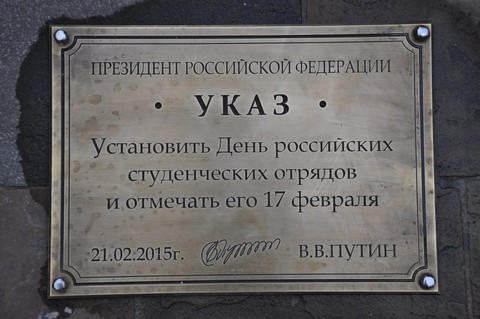 ПРЕЗИДЕНТ РОССИЙСКОЙ ФЕДЕРАЦИИ
• УКАЗ •
Установить День российских
студенческих отрядов
и отмечать его 17 февраля
21.02.2015г. В.В.ПУТИН